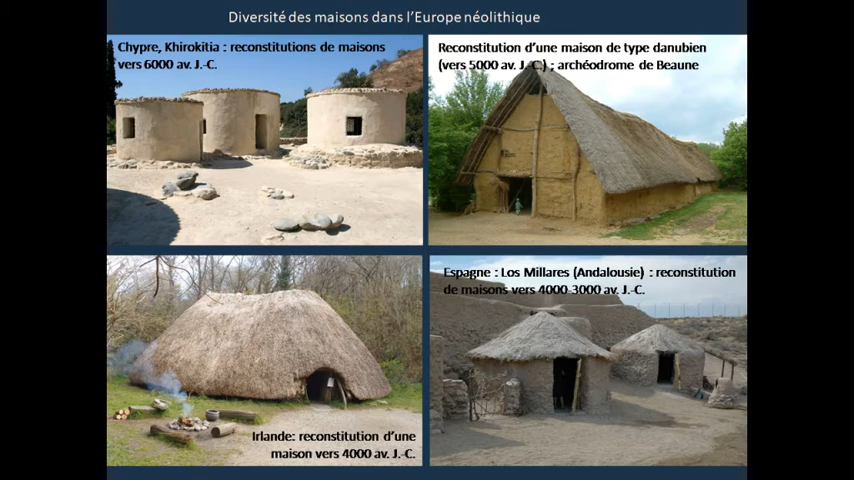 Diversité des maisons dans l'Europe néolithique
Chypre, Khirokitia : reconstitutions de maisons
vers 6000 av. J.-C.
Reconstitution d'une maison de type danubien
(vers 5000 av. J.-C.) ; archéodrome de Beaune
Irlande: reconstitution d'une
maison vers 4000 av. J.-C.
Espagne : Los Millares (Andalousie) : reconstitution
de maisons vers 4000-3000 av. J.-C.